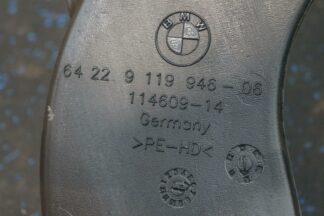 BMW
64 22 9 119 946-06
114609-14
Germany
>PE-HD<